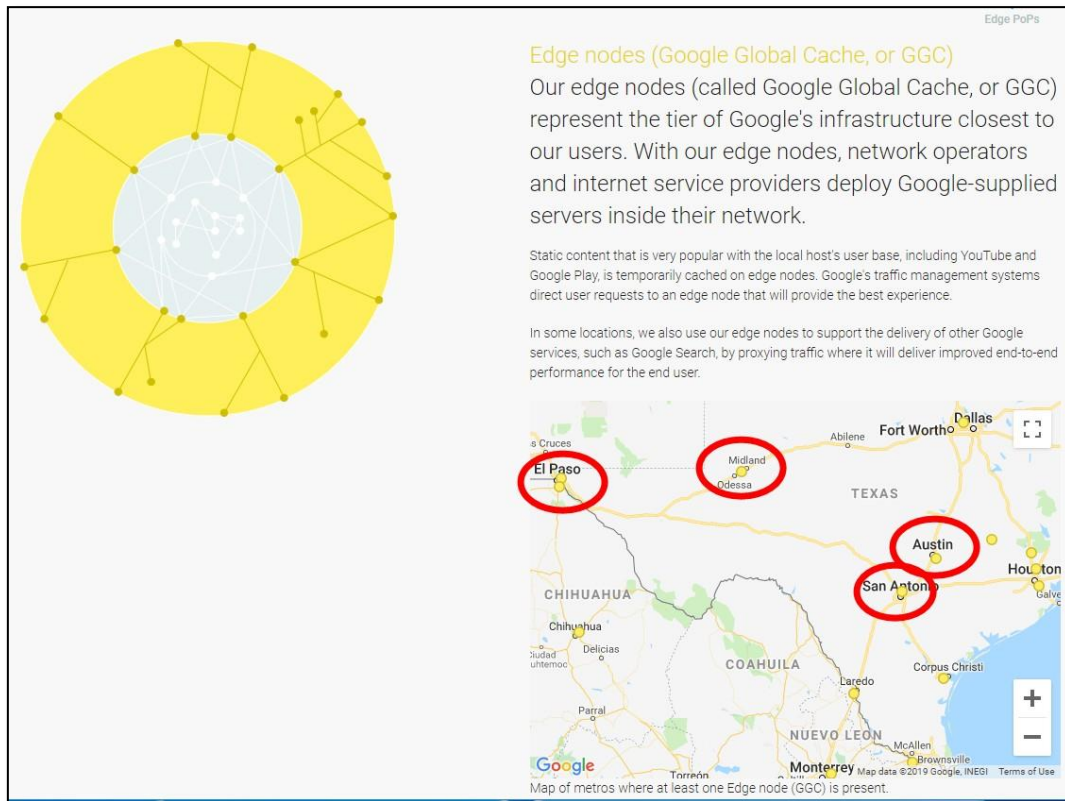 Edge PoPs
Edge nodes (Google Global Cache, or GGC)
Our edge nodes (called Google Global Cache, or GGC)
represent the tier of Google's infrastructure closest to
our users. With our edge nodes, network operators
and internet service providers deploy Google-supplied
servers inside their network.
Static content that is very popular with the local host's user base, including YouTube and
Google Play, is temporarily cached on edge nodes. Google's traffic management systems
direct user requests to an edge node that will provide the best experience.
In some locations, we also use our edge nodes to support the delivery of other Google
services, such as Google Search, by proxying traffic where it will deliver improved end-to-end
performance for the end user.
Dallas
Fort Worth
Abilene
s Cruces
El Paso
Midland
Odessa
TEXAS
Austin
San Antonio
Houston
Galve
CHIHUAHUA
Chihuahua
Ciudad
uhtemoc
Delicias
COAHUILA
Corpus Christi
Laredo
Parral
NUEVO LEON
McAllen
Brownsville
Monterrey
Torreón
Google
Map data ©2019 Google, INEGI Terms of Use
Map of metros where at least one Edge node (GGC) is present.